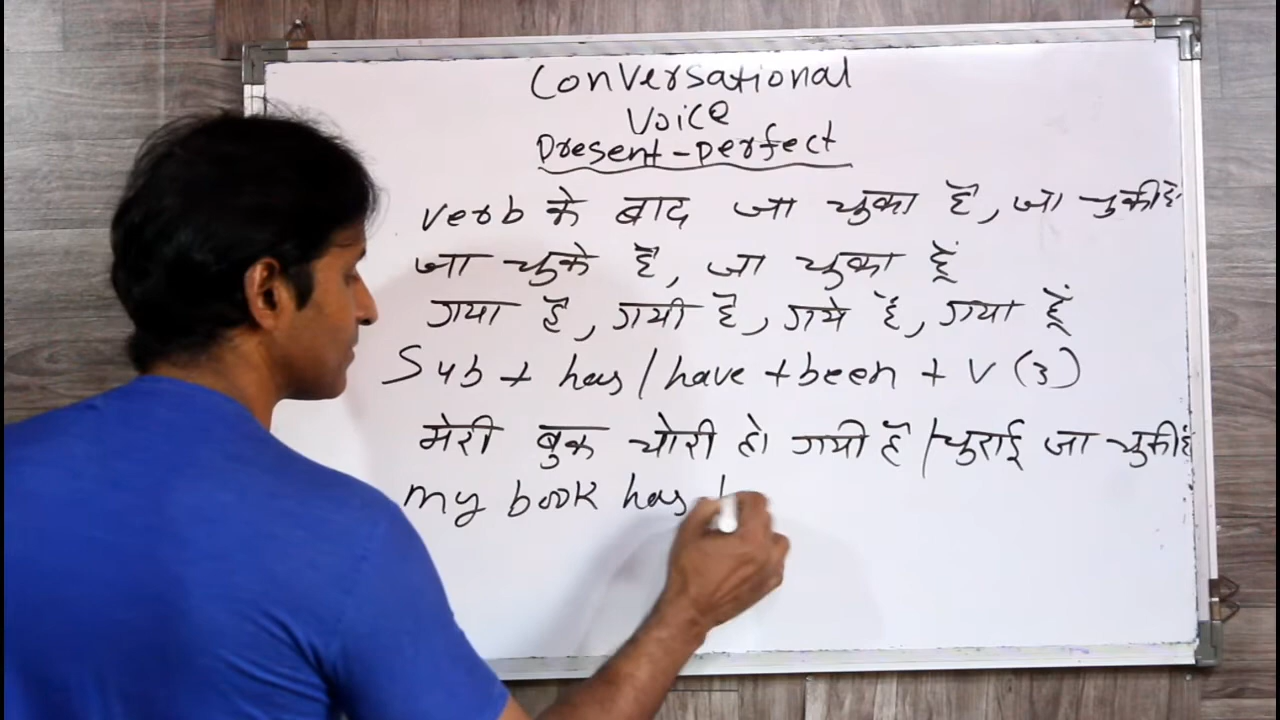 Conversational
Voice
Present-perfect
verb के बाद जा चुका है, जा चुकी है
जा चुके हैं, जा चुका हूँ
गया है, गयी है, गये हैं, गया हूँ
Sub + has/have +been + V (3)
मेरी बुक चोरी हो गयी है /चुराई जा चुकी है
my book has b